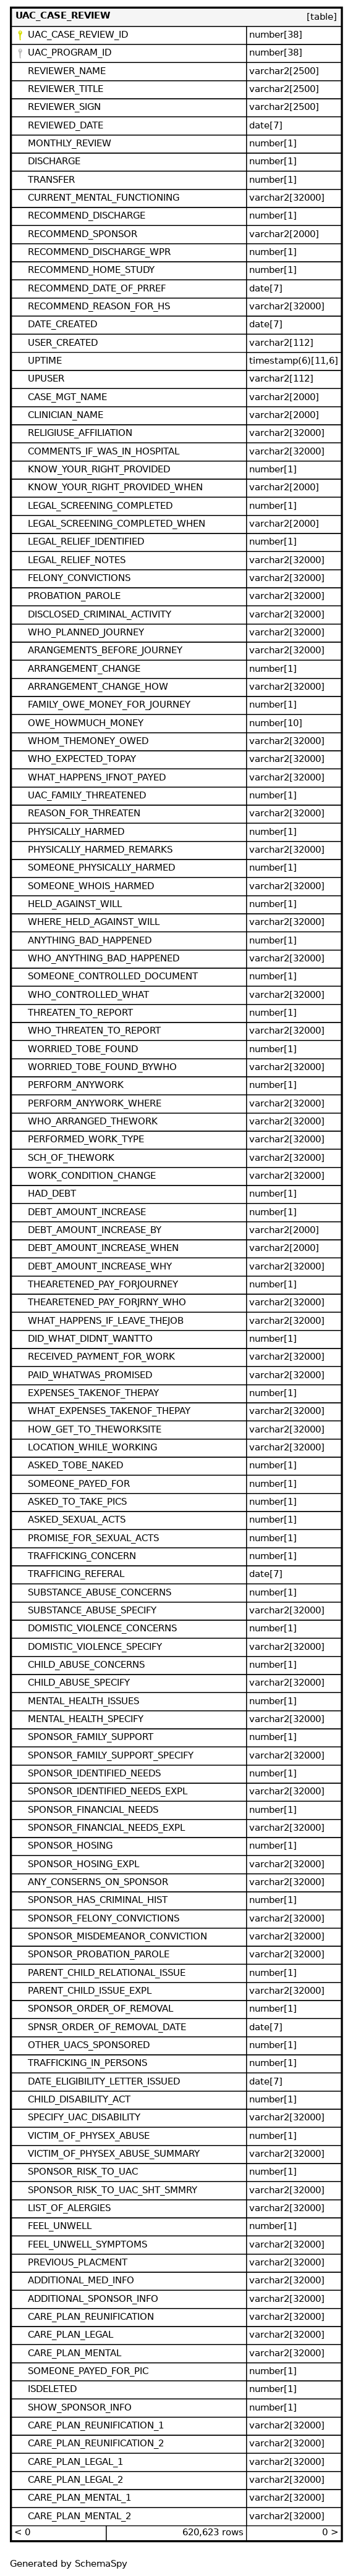 UAC_CASE_REVIEW [table]
UAC_CASE_REVIEW_ID number[38]
UAC_PROGRAM_ID number[38]
REVIEWER_NAME varchar2[2500]
REVIEWER_TITLE varchar2[2500]
REVIEWER_SIGN varchar2[2500]
REVIEWED_DATE date[7]
MONTHLY_REVIEW number[1]
DISCHARGE number[1]
TRANSFER number[1]
CURRENT_MENTAL_FUNCTIONING varchar2[32000]
RECOMMEND_DISCHARGE number[1]
RECOMMEND_SPONSOR varchar2[2000]
RECOMMEND_DISCHARGE_WPR number[1]
RECOMMEND_HOME_STUDY number[1]
RECOMMEND_DATE_OF_PRREF date[7]
RECOMMEND_REASON_FOR_HS varchar2[32000]
DATE_CREATED date[7]
USER_CREATED varchar2[112]
UPTIME timestamp(6)[11,6]
UPUSER varchar2[112]
CASE_MGT_NAME varchar2[2000]
CLINICIAN_NAME varchar2[2000]
RELIGIUSE_AFFILIATION varchar2[32000]
COMMENTS_IF_WAS_IN_HOSPITAL varchar2[32000]
KNOW_YOUR_RIGHT_PROVIDED number[1]
KNOW_YOUR_RIGHT_PROVIDED_WHEN varchar2[2000]
LEGAL_SCREENING_COMPLETED number[1]
LEGAL_SCREENING_COMPLETED_WHEN varchar2[2000]
LEGAL_RELIEF_IDENTIFIED number[1]
LEGAL_RELIEF_NOTES varchar2[32000]
FELONY_CONVICTIONS varchar2[32000]
PROBATION_PAROLE varchar2[32000]
DISCLOSED_CRIMINAL_ACTIVITY varchar2[32000]
WHO_PLANNED_JOURNEY varchar2[32000]
ARANGEMENTS_BEFORE_JOURNEY varchar2[32000]
ARRANGEMENT_CHANGE number[1]
ARRANGEMENT_CHANGE_HOW varchar2[32000]
FAMILY_OWE_MONEY_FOR_JOURNEY number[1]
OWE_HOWMUCH_MONEY number[10]
WHOM_THEMONEY_OWED varchar2[32000]
WHO_EXPECTED_TOPAY varchar2[32000]
WHAT_HAPPENS_IFNOT_PAYED varchar2[32000]
UAC_FAMILY_THREATENED number[1]
REASON_FOR_THREATEN varchar2[32000]
PHYSICALLY_HARMED number[1]
PHYSICALLY_HARMED_REMARKS varchar2[32000]
SOMEONE_PHYSICALLY_HARMED number[1]
SOMEONE_WHOIS_HARMED varchar2[32000]
HELD_AGAINST_WILL number[1]
WHERE_HELD_AGAINST_WILL varchar2[32000]
ANYTHING_BAD_HAPPENED number[1]
WHO_ANYTHING_BAD_HAPPENED varchar2[32000]
SOMEONE_CONTROLLED_DOCUMENT number[1]
WHO_CONTROLLED_WHAT varchar2[32000]
THREATEN_TO_REPORT number[1]
WHO_THREATEN_TO_REPORT varchar2[32000]
WORRIED_TOBE_FOUND number[1]
WORRIED_TOBE_FOUND_BYWHO varchar2[32000]
PERFORM_ANYWORK number[1]
PERFORM_ANYWORK_WHERE varchar2[32000]
WHO_ARRANGED_THEWORK varchar2[32000]
PERFORMED_WORK_TYPE varchar2[32000]
SCH_OF_THEWORK varchar2[32000]
WORK_CONDITION_CHANGE varchar2[32000]
HAD_DEBT number[1]
DEBT_AMOUNT_INCREASE number[1]
DEBT_AMOUNT_INCREASE_BY varchar2[2000]
DEBT_AMOUNT_INCREASE_WHEN varchar2[2000]
DEBT_AMOUNT_INCREASE_WHY varchar2[32000]
THEARETENED_PAY_FORJOURNEY number[1]
THEARETENED_PAY_FORJRNY_WHO varchar2[32000]
WHAT_HAPPENS_IF_LEAVE_THEJOB varchar2[32000]
DID_WHAT_DIDNT_WANTTO number[1]
RECEIVED_PAYMENT_FOR_WORK varchar2[32000]
PAID_WHATWAS_PROMISED varchar2[32000]
EXPENSES_TAKENOF_THEPAY number[1]
WHAT_EXPENSES_TAKENOF_THEPAY varchar2[32000]
HOW_GET_TO_THEWORKSITE varchar2[32000]
LOCATION_WHILE_WORKING varchar2[32000]
ASKED_TOBE_NAKED number[1]
SOMEONE_PAYED_FOR number[1]
ASKED_TO_TAKE_PICS number[1]
ASKED_SEXUAL_ACTS number[1]
PROMISE_FOR_SEXUAL_ACTS number[1]
TRAFFICKING_CONCERN number[1]
TRAFFICING_REFERAL date[7]
SUBSTANCE_ABUSE_CONCERNS number[1]
SUBSTANCE_ABUSE_SPECIFY varchar2[32000]
DOMISTIC_VIOLENCE_CONCERNS number[1]
DOMISTIC_VIOLENCE_SPECIFY varchar2[32000]
CHILD_ABUSE_CONCERNS number[1]
CHILD_ABUSE_SPECIFY varchar2[32000]
MENTAL_HEALTH_ISSUES number[1]
MENTAL_HEALTH_SPECIFY varchar2[32000]
SPONSOR_FAMILY_SUPPORT number[1]
SPONSOR_FAMILY_SUPPORT_SPECIFY varchar2[32000]
SPONSOR_IDENTIFIED_NEEDS number[1]
SPONSOR_IDENTIFIED_NEEDS_EXPL varchar2[32000]
SPONSOR_FINANCIAL_NEEDS number[1]
SPONSOR_FINANCIAL_NEEDS_EXPL varchar2[32000]
SPONSOR_HOSING number[1]
SPONSOR_HOSING_EXPL varchar2[32000]
ANY_CONSERNS_ON_SPONSOR varchar2[32000]
SPONSOR_HAS_CRIMINAL_HIST number[1]
SPONSOR_FELONY_CONVICTIONS varchar2[32000]
SPONSOR_MISDEMEANOR_CONVICTION varchar2[32000]
SPONSOR_PROBATION_PAROLE varchar2[32000]
PARENT_CHILD_RELATIONAL_ISSUE number[1]
PARENT_CHILD_ISSUE_EXPL varchar2[32000]
SPONSOR_ORDER_OF_REMOVAL number[1]
SPNSR_ORDER_OF_REMOVAL_DATE date[7]
OTHER_UACS_SPONSORED number[1]
TRAFFICKING_IN_PERSONS number[1]
DATE_ELIGIBILITY_LETTER_ISSUED date[7]
CHILD_DISABILITY_ACT number[1]
SPECIFY_UAC_DISABILITY varchar2[32000]
VICTIM_OF_PHYSEX_ABUSE number[1]
VICTIM_OF_PHYSEX_ABUSE_SUMMARY varchar2[32000]
SPONSOR_RISK_TO_UAC number[1]
SPONSOR_RISK_TO_UAC_SHT_SMMRY varchar2[32000]
LIST_OF_ALERGIES varchar2[32000]
FEEL_UNWELL number[1]
FEEL_UNWELL_SYMPTOMS varchar2[32000]
PREVIOUS_PLACMENT varchar2[32000]
ADDITIONAL_MED_INFO varchar2[32000]
ADDITIONAL_SPONSOR_INFO varchar2[32000]
CARE_PLAN_REUNIFICATION varchar2[32000]
CARE_PLAN_LEGAL varchar2[32000]
CARE_PLAN_MENTAL varchar2[32000]
SOMEONE_PAYED_FOR_PIC number[1]
ISDELETED number[1]
SHOW_SPONSOR_INFO number[1]
CARE_PLAN_REUNIFICATION_1 varchar2[32000]
CARE_PLAN_REUNIFICATION_2 varchar2[32000]
CARE_PLAN_LEGAL_1 varchar2[32000]
CARE_PLAN_LEGAL_2 varchar2[32000]
CARE_PLAN_MENTAL_1 varchar2[32000]
CARE_PLAN_MENTAL_2 varchar2[32000]
< 0 620,623 rows 0 >
Generated by SchemaSpy